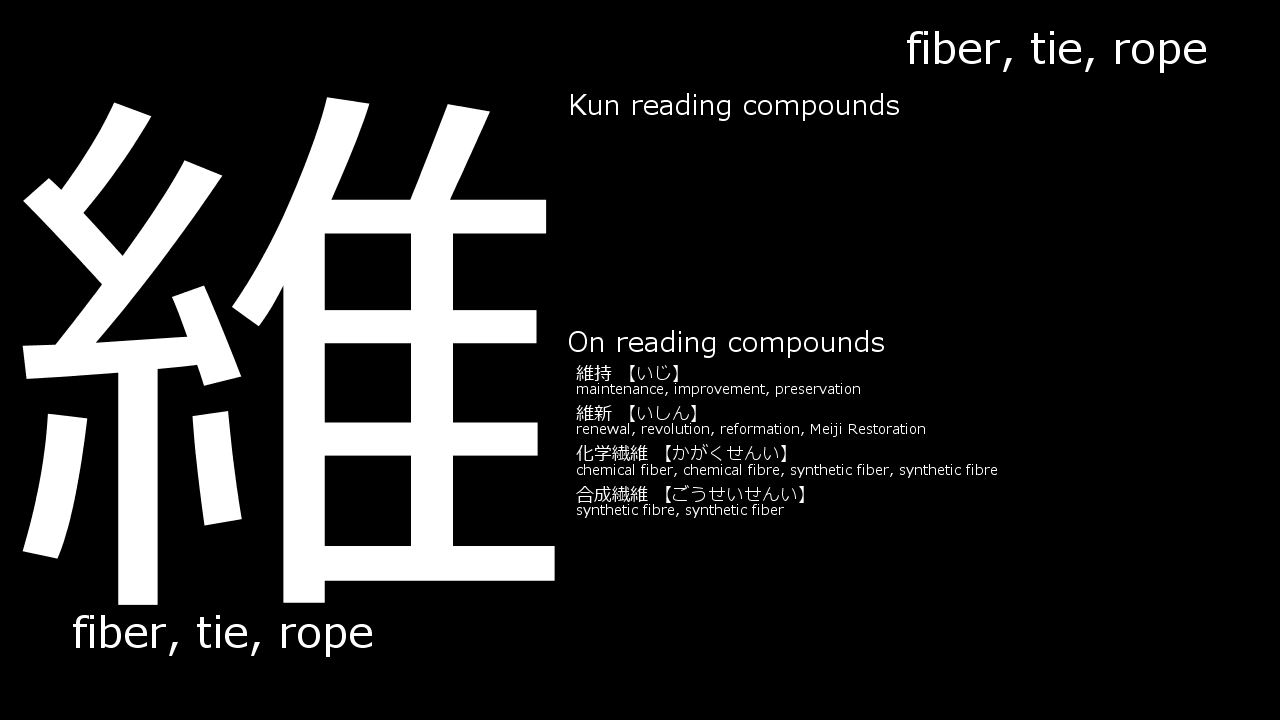 fiber, tie, rope
維
Kun reading compounds
On reading compounds
維持 【いじ】
maintenance, improvement, preservation
維新 【いしん】
renewal, revolution, reformation, Meiji Restoration
化学繊維 【かがくせんい】
chemical fiber, chemical fibre, synthetic fiber, synthetic fibre
合成繊維 【ごうせいせんい】
synthetic fibre, synthetic fiber
fiber, tie, rope